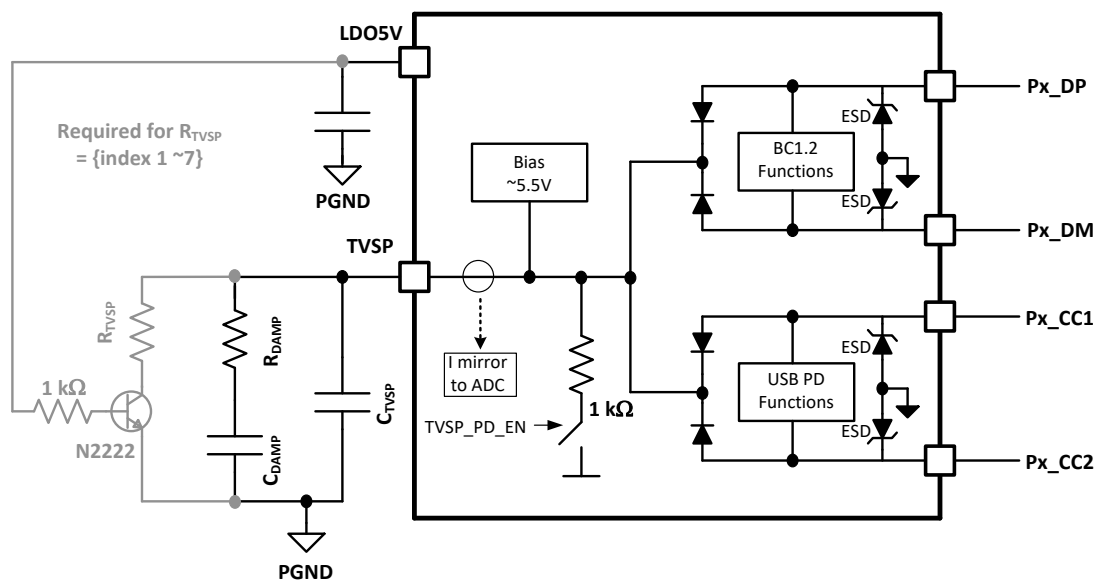 LDO5V
Px_DP
ESD
Required for RTVSP
= {index 1 ~7}
BC1.2
Functions
Bias
~5.5V
PGND
ESD
Px_DM
TVSP
RTVSP
RDAMP
Px_CC1
ESD
I mirror
to ADC
USB PD
Functions
1 kΩ
CTVSP
1 kΩ
TVSP_PD_EN
ESD
N2222
CDAMP
Px_CC2
PGND